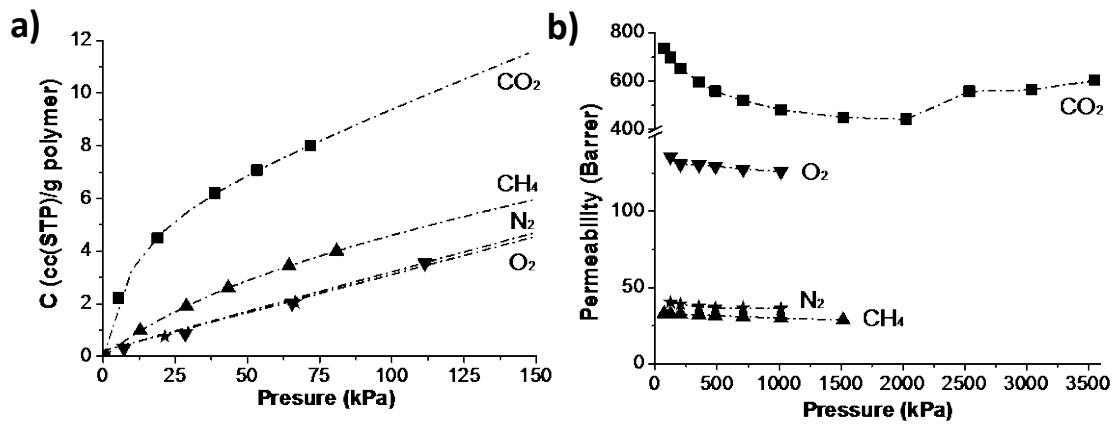 a)
C (cc(STP)/g polymer)
12
10
8
6
4
2
0
CO₂
CH₄
N₂
O₂
0 25 50 75 100 125 150
Presure (kPa)
b)
Permeability (Barrer)
800
600
400
100
50
0
CO₂
O₂
N₂
CH₄
0 500 1000 1500 2000 2500 3000 3500
Pressure (kPa)